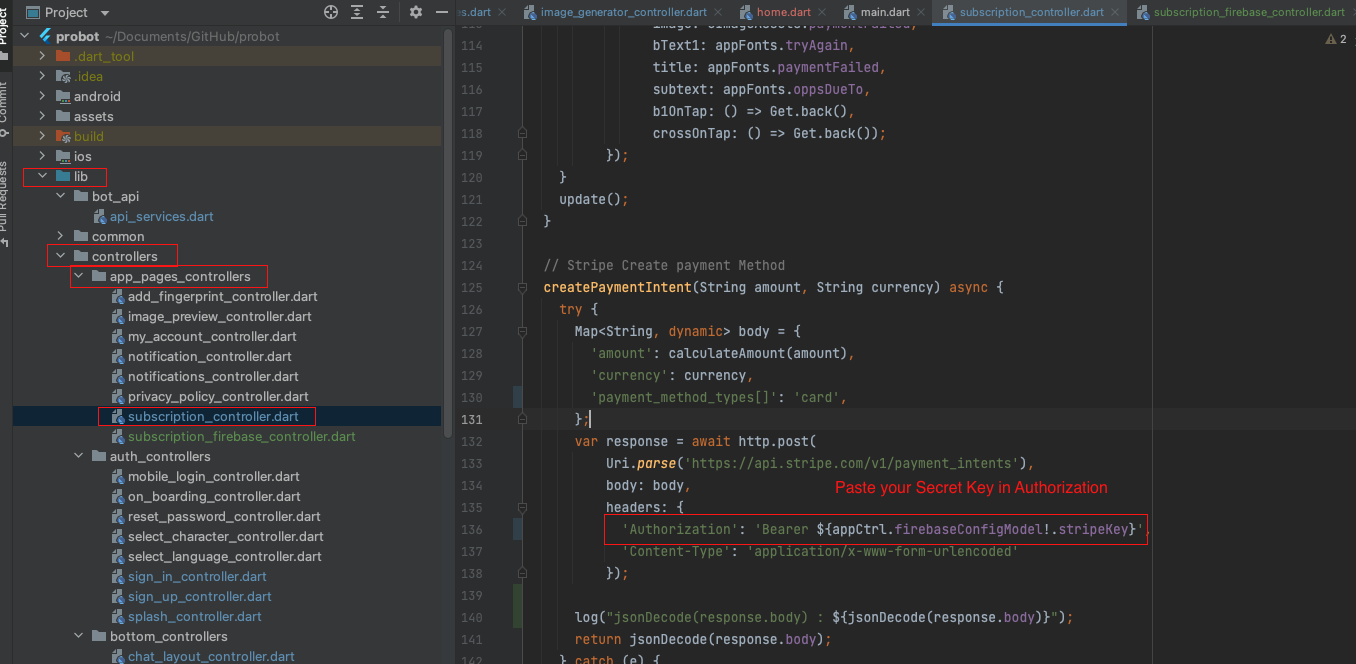 Project
es.dart
image_generator_controller.dart
home.dart
main.dart
subscription_controller.dart
subscription_firebase_controller.dart
Project
Commit
Pull Requests
probot ~/Documents/GitHub/probot
.dart_tool
.idea
android
assets
build
ios
lib
bot_api
api_services.dart
common
controllers
app_pages_controllers
add_fingerprint_controller.dart
image_preview_controller.dart
my_account_controller.dart
notification_controller.dart
notifications_controller.dart
privacy_policy_controller.dart
subscription_controller.dart
subscription_firebase_controller.dart
auth_controllers
mobile_login_controller.dart
on_boarding_controller.dart
reset_password_controller.dart
select_character_controller.dart
select_language_controller.dart
sign_in_controller.dart
sign_up_controller.dart
splash_controller.dart
bottom_controllers
chat_layout_controller.dart
2
114 bText1: appFonts.tryAgain,
115 title: appFonts.paymentFailed,
116 subtext: appFonts.oppsDueTo,
117 b1OnTap: () => Get.back(),
118 crossOnTap: () => Get.back());
119 });
120 }
121 update();
122 }
123
124 // Stripe Create payment Method
125 createPaymentIntent(String amount, String currency) async {
126 try {
127 Map<String, dynamic> body = {
128 'amount': calculateAmount(amount),
129 'currency': currency,
130 'payment_method_types[]': 'card',
131 };
132 var response = await http.post(
133 Uri.parse('https://api.stripe.com/v1/payment_intents'),
134 body: body,
Paste your Secret Key in Authorization
135 headers: {
136 'Authorization': 'Bearer ${appCtrl.firebaseConfigModel!.stripeKey}',
137 'Content-Type': 'application/x-www-form-urlencoded'
138 });
139
140 log("jsonDecode(response.body) : ${jsonDecode(response.body)}");
141 return jsonDecode(response.body);
142 } catch (e) {